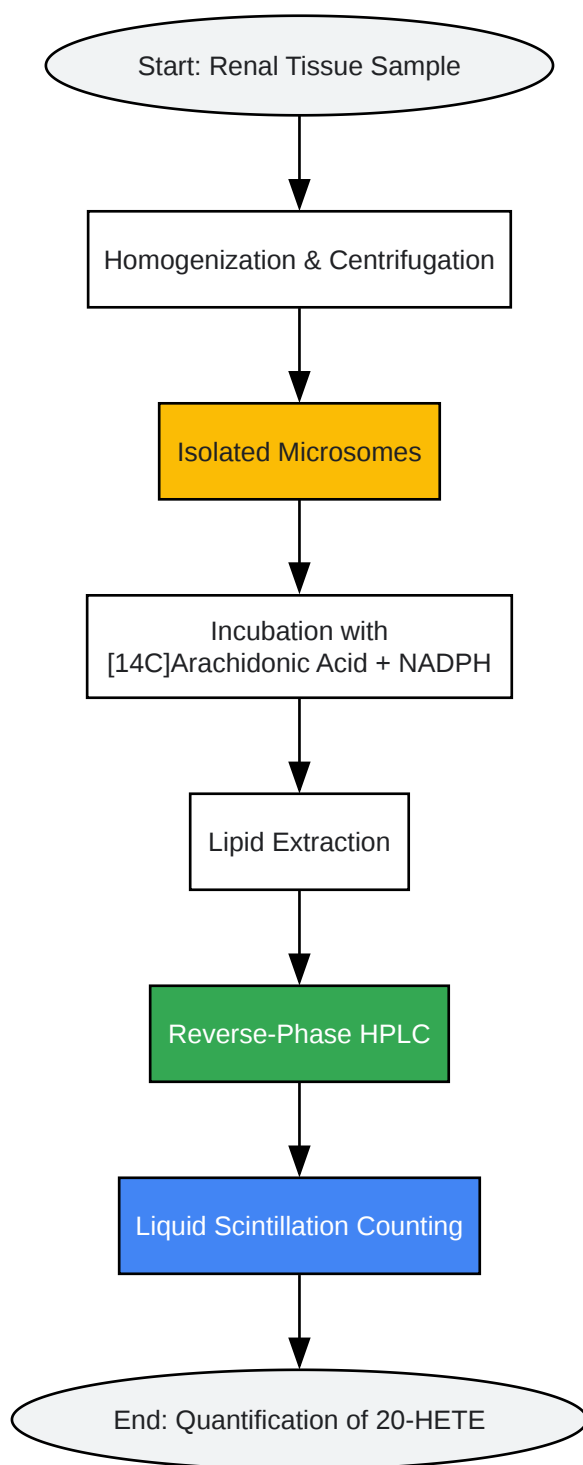 Start: Renal Tissue Sample
Homogenization & Centrifugation
Isolated Microsomes
Incubation with
[14C]Arachidonic Acid + NADPH
Lipid Extraction
Reverse-Phase HPLC
Liquid Scintillation Counting
End: Quantification of 20-HETE